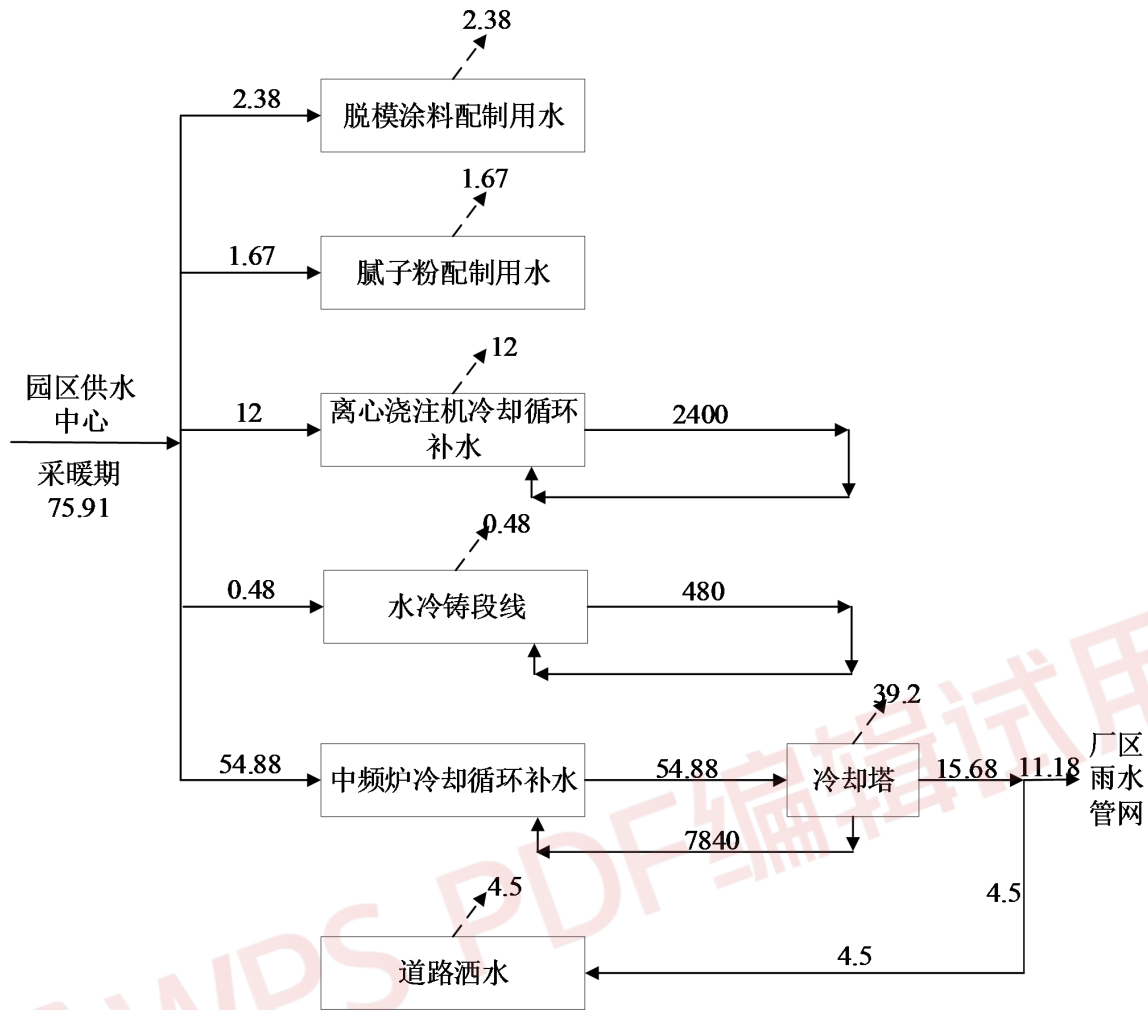 2.38
2.38
脱模涂料配制用水
1.67
1.67
腻子粉配制用水
园区供水
中心
采暖期
75.91
12
12
离心浇注机冷却循环
补水
2400
0.48
0.48
水冷铸段线
480
39.2
54.88
中频炉冷却循环补水
54.88
冷却塔
15.68
11.18
厂区
雨水
管网
7840
4.5
4.5
道路洒水
4.5
WPS PDF编辑试用